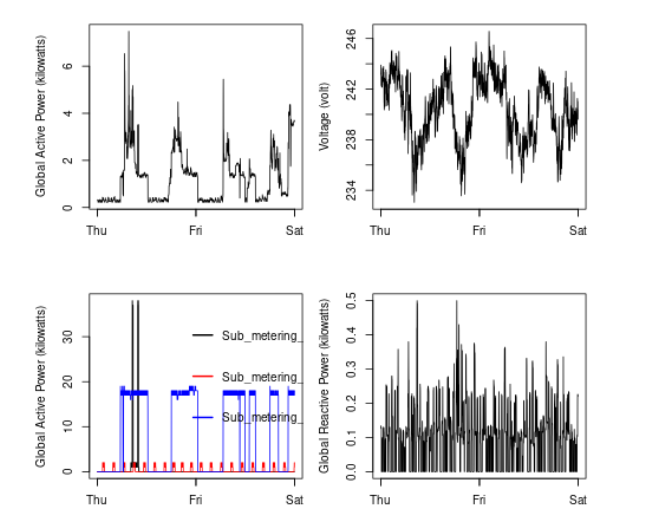 Global Active Power (kilowatts)
0 2 4 6
Thu Fri Sat
Voltage (volt)
234 238 242 246
Thu Fri Sat
Global Active Power (kilowatts)
0 10 20 30
Sub_metering_
Sub_metering_
Sub_metering_
Thu Fri Sat
Global Reactive Power (kilowatts)
0.0 0.1 0.2 0.3 0.4 0.5
Thu Fri Sat